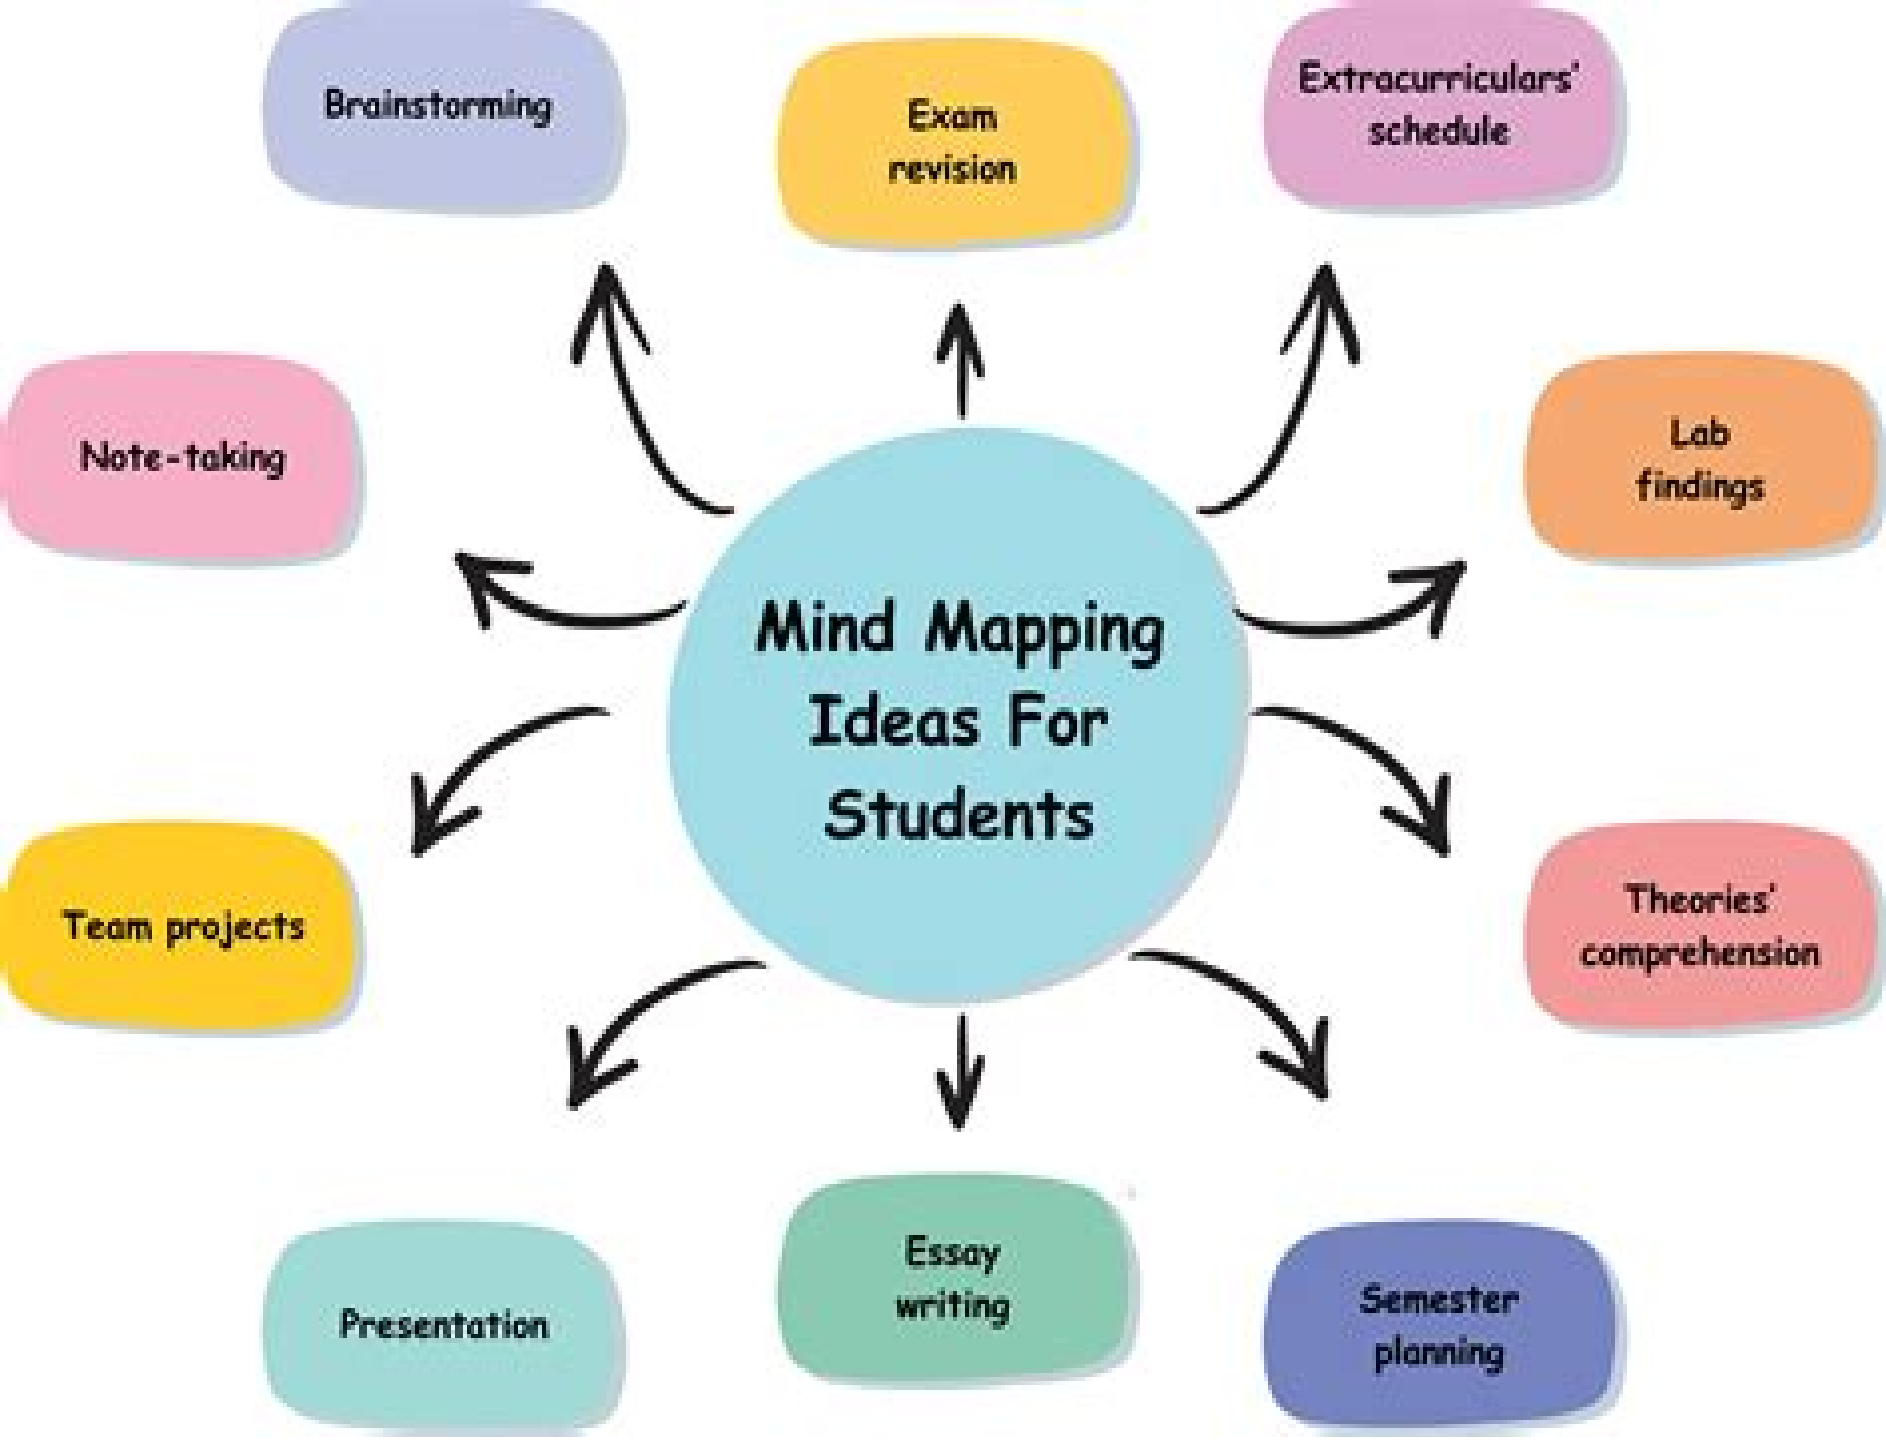 Brainstorming
Exam
revision
Extracurriculars'
schedule
Note-taking
Lab
findings
Mind Mapping
Ideas For
Students
Team projects
Theories'
comprehension
Presentation
Essay
writing
Semester
planning